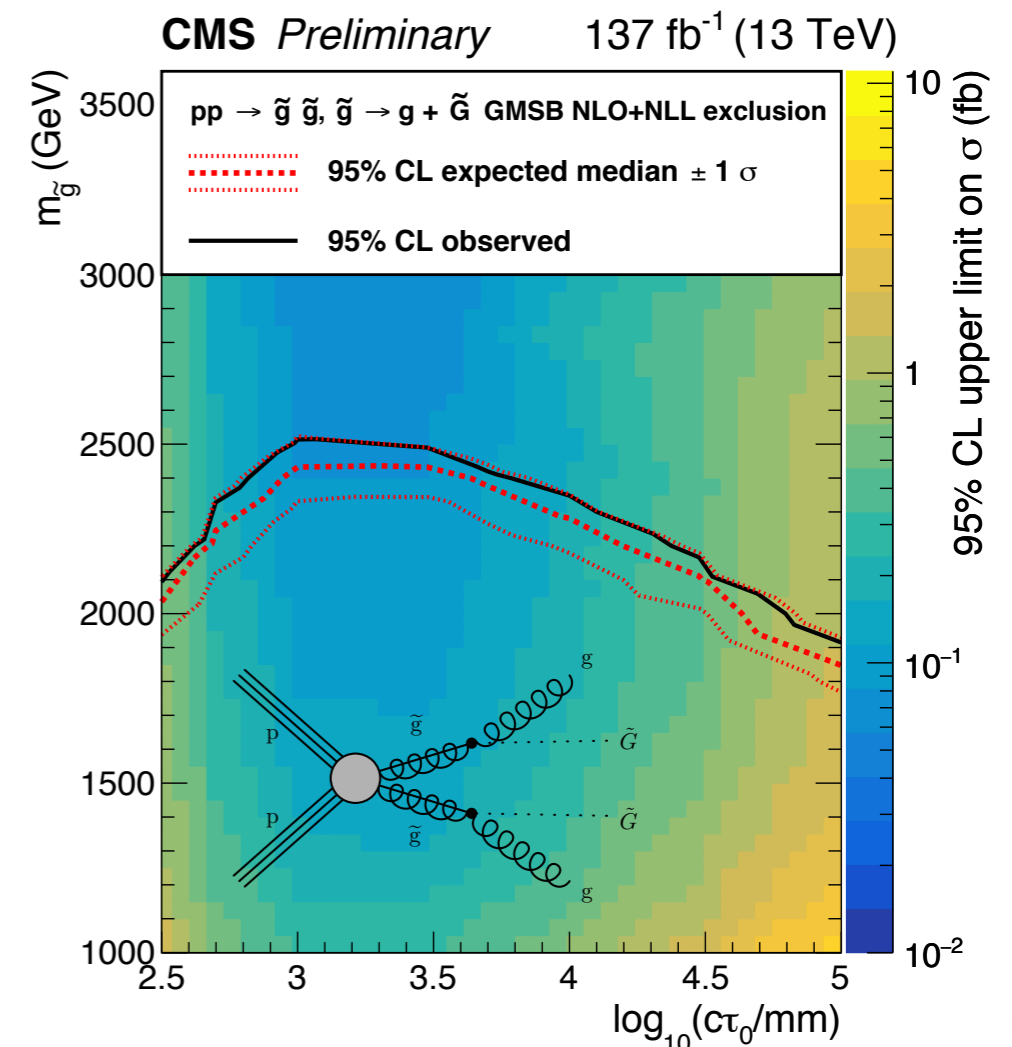 CMS Preliminary 137 fb⁻¹ (13 TeV)
pp → g̃ g̃, g̃ → g + G̃ GMSB NLO+NLL exclusion
95% CL expected median ± 1 σ
95% CL observed
m_g̃ (GeV)
3500
3000
2500
2000
1500
1000
2.5 3 3.5 4 4.5 5
log₁₀(cτ₀/mm)
10
1
10⁻¹
10⁻²
95% CL upper limit on σ (fb)
p
p
g̃
g̃
g
G̃
G̃
g